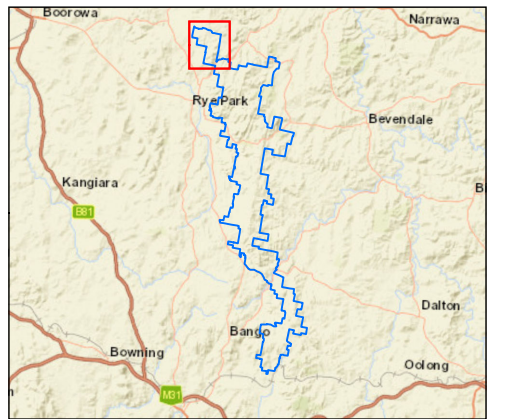 Boorowa
Narrawa
Rye Park
Bevendale
Kangiara
B
B81
Dalton
Bango
Bowning
Oolong
M31